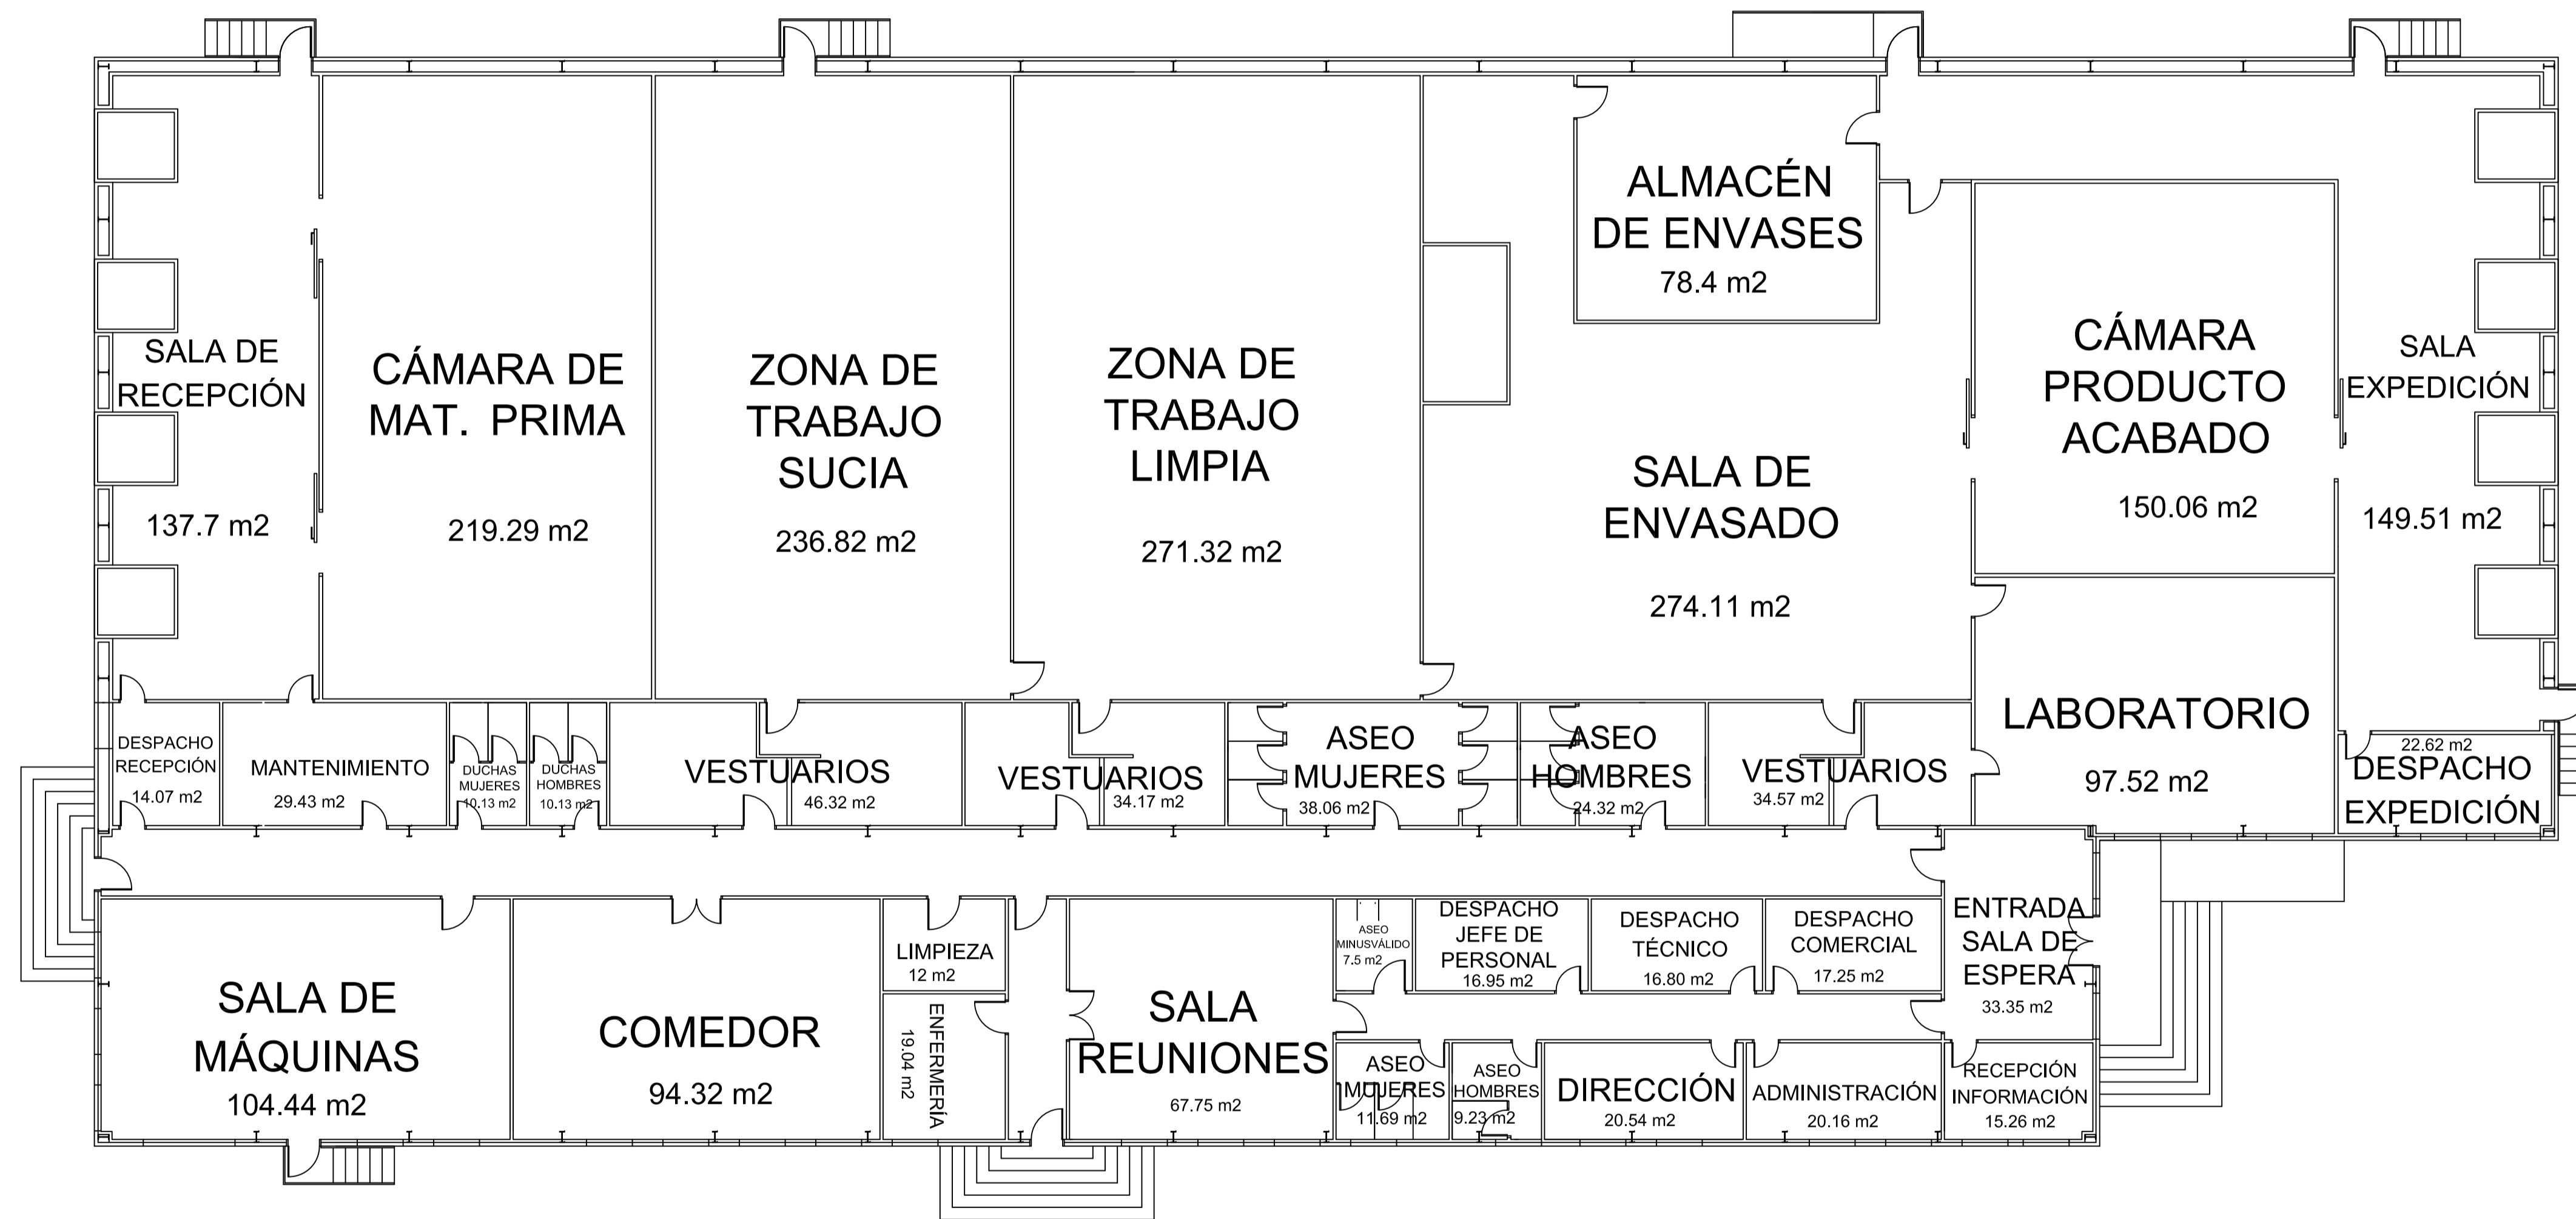 SALA DE
RECEPCIÓN
137.7 m2
CÁMARA DE
MAT. PRIMA
219.29 m2
ZONA DE
TRABAJO
SUCIA
236.82 m2
ZONA DE
TRABAJO
LIMPIA
271.32 m2
ALMACÉN
DE ENVASES
78.4 m2
SALA DE
ENVASADO
274.11 m2
CÁMARA
PRODUCTO
ACABADO
150.06 m2
SALA
EXPEDICIÓN
149.51 m2
DESPACHO
RECEPCIÓN
14.07 m2
MANTENIMIENTO
29.43 m2
DUCHAS
MUJERES
10.13 m2
DUCHAS
HOMBRES
10.13 m2
VESTUARIOS
46.32 m2
VESTUARIOS
34.17 m2
ASEO
MUJERES
38.06 m2
ASEO
HOMBRES
24.32 m2
VESTUARIOS
34.57 m2
LABORATORIO
97.52 m2
22.62 m2
DESPACHO
EXPEDICIÓN
SALA DE
MÁQUINAS
104.44 m2
COMEDOR
94.32 m2
LIMPIEZA
12 m2
ENFERMERÍA
19.04 m2
SALA
REUNIONES
67.75 m2
ASEO
MINUSVÁLIDO
7.5 m2
DESPACHO
JEFE DE
PERSONAL
16.95 m2
DESPACHO
TÉCNICO
16.80 m2
DESPACHO
COMERCIAL
17.25 m2
ENTRADA
SALA DE
ESPERA
33.35 m2
ASEO
MUJERES
11.69 m2
ASEO
HOMBRES
9.23 m2
DIRECCIÓN
20.54 m2
ADMINISTRACIÓN
20.16 m2
RECEPCIÓN
INFORMACIÓN
15.26 m2